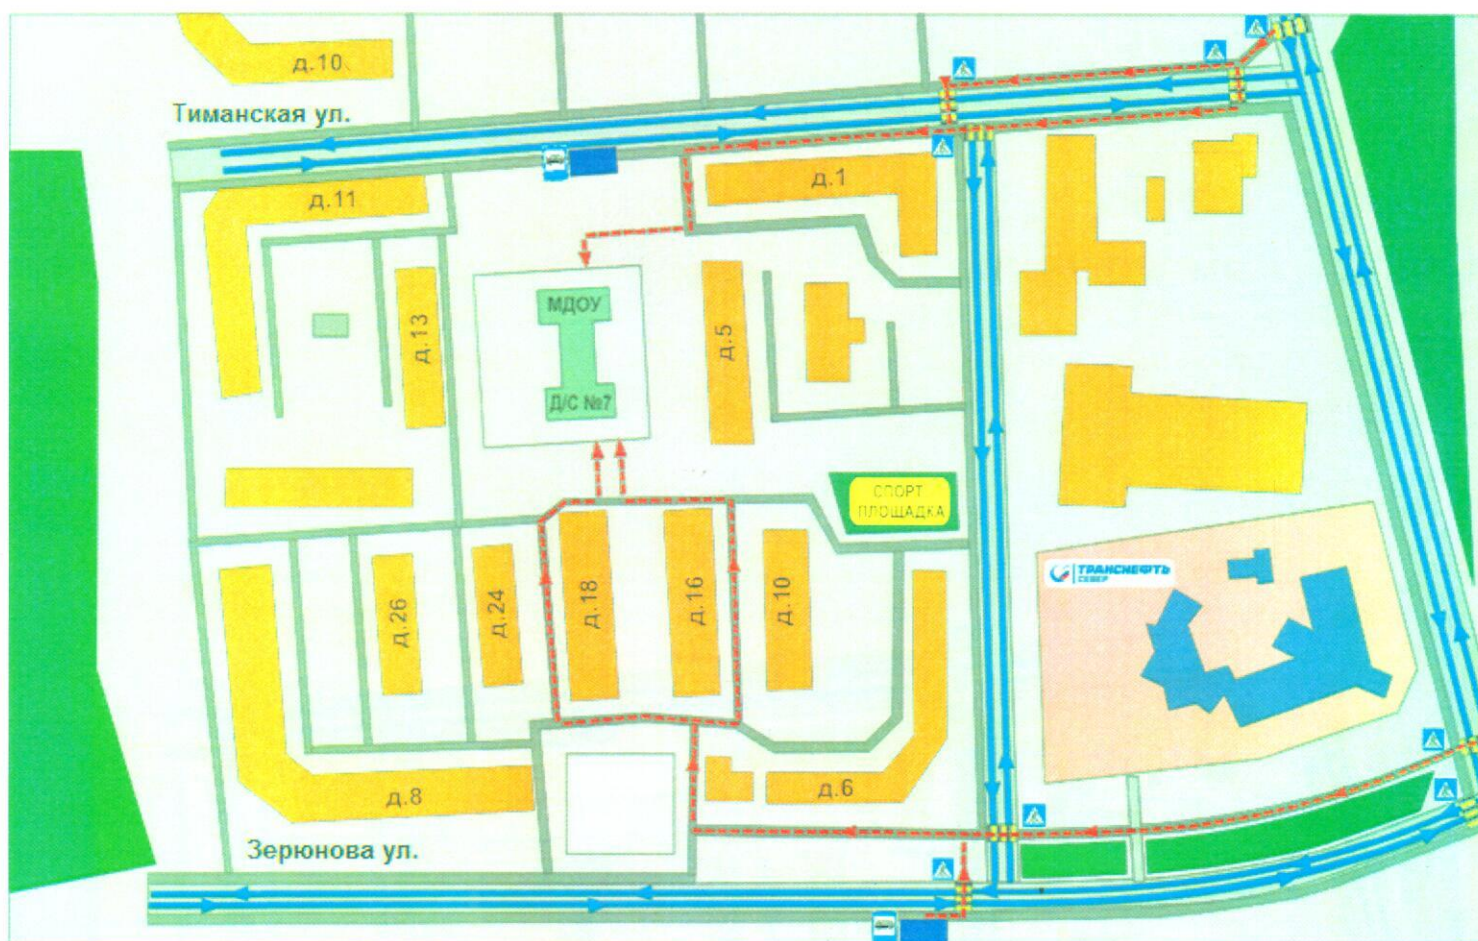 д.10
Тиманская ул.
д.11
д.1
МДОУ
Д/С №7
д.13
д.5
СПОРТ
ПЛОЩАДКА
ТРАНСНЕФТЬ
СЕВЕР
д.26
д.24
д.18
д.16
д.10
д.8
д.6
Зерюнова ул.